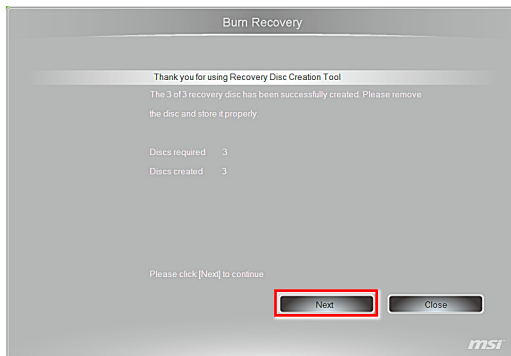 Burn Recovery
Thank you for using Recovery Disc Creation Tool
The 3 of 3 recovery disc has been successfully created. Please remove
the disc and store it properly.
Discs required 3
Discs created 3
Please click [Next] to continue
Next Close
msi